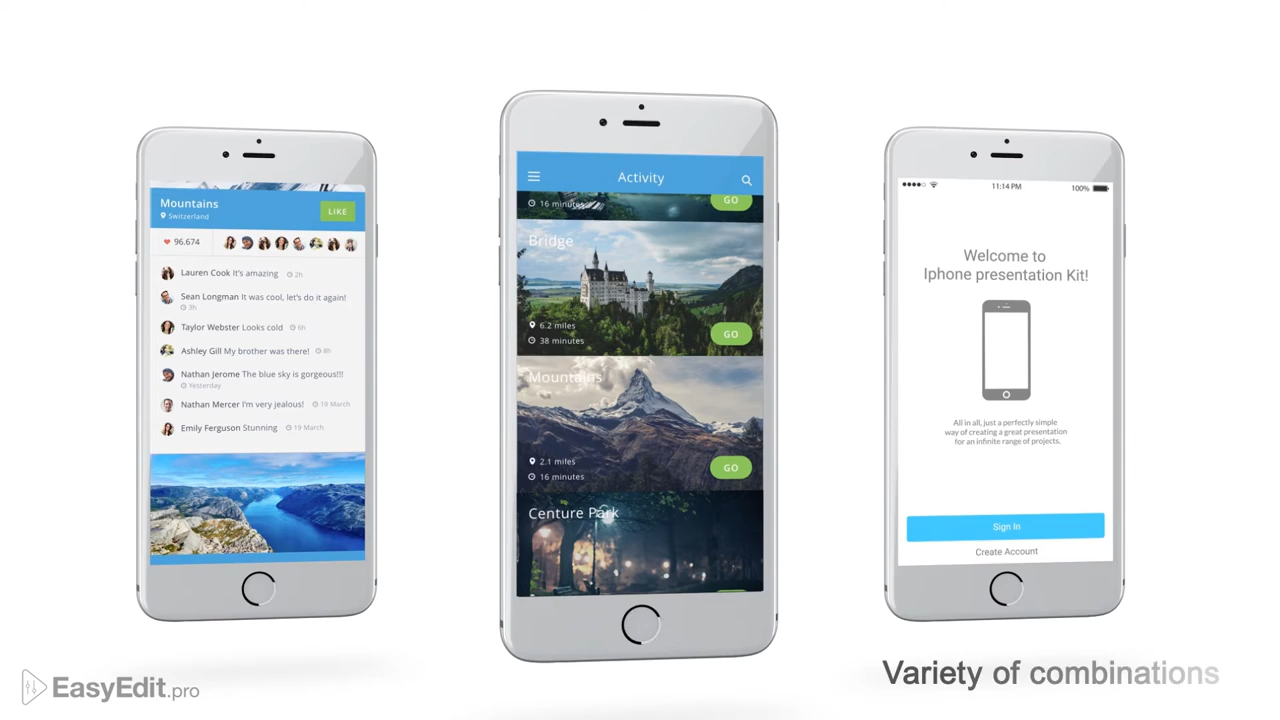 Mountains
Switzerland
LIKE
96.674
Lauren Cook It's amazing 2h
Sean Longman It was cool, let's do it again!
3h
Taylor Webster Looks cold 6h
Ashley Gill My brother was there! 8h
Nathan Jerome The blue sky is gorgeous!!!
Yesterday
Nathan Mercer I'm very jealous! 19 March
Emily Ferguson Stunning 19 March
Activity
16 minutes
GO
Bridge
6.2 miles
38 minutes
GO
Mountains
2.1 miles
16 minutes
GO
Centure Park
11:14 PM
100%
Welcome to
Iphone presentation Kit!
All in all, just a perfectly simple
way of creating a great presentation
for an infinite range of projects.
Sign In
Create Account
EasyEdit.pro
Variety of combinations